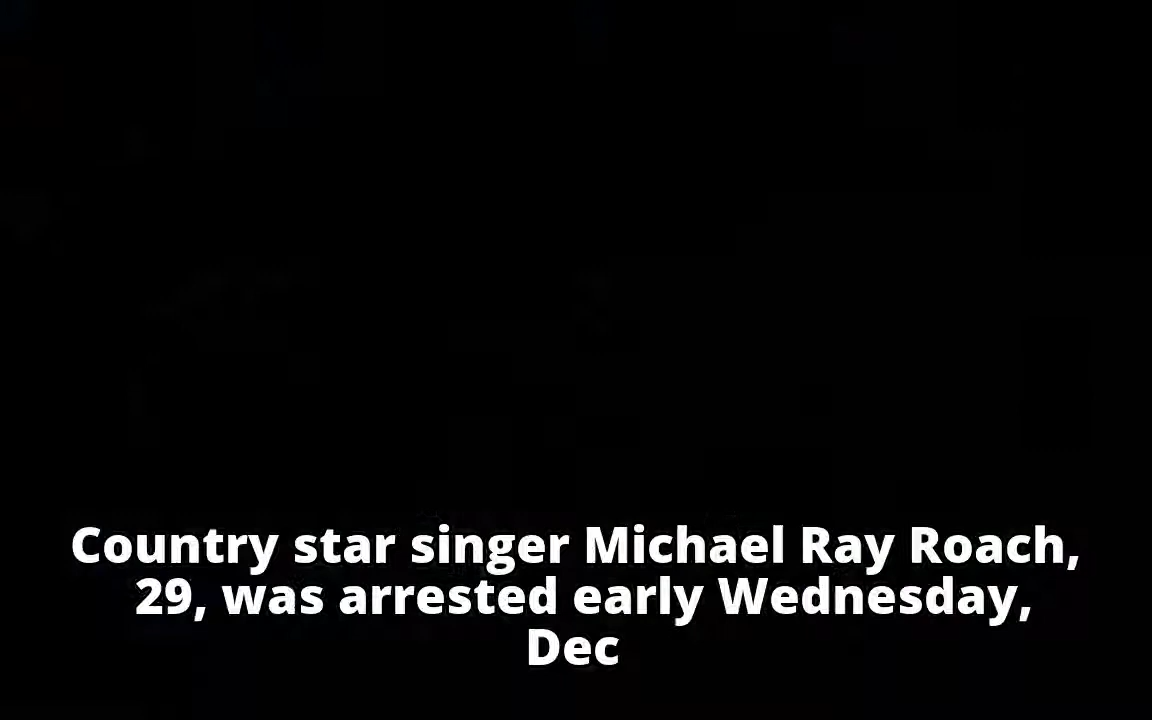 Country star singer Michael Ray Roach,
29, was arrested early Wednesday,
Dec